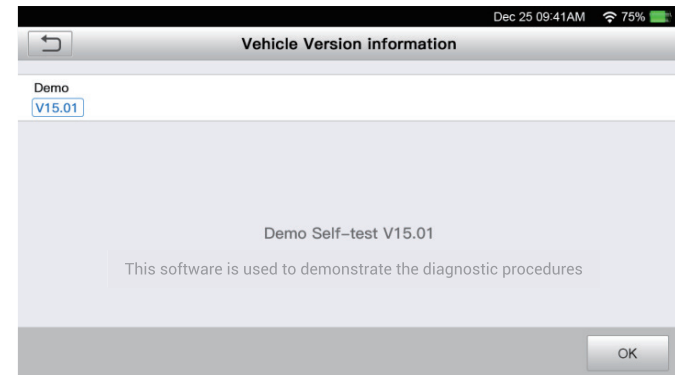 Dec 25 09:41AM 75%
Vehicle Version information
Demo
V15.01
Demo Self-test V15.01
This software is used to demonstrate the diagnostic procedures
OK